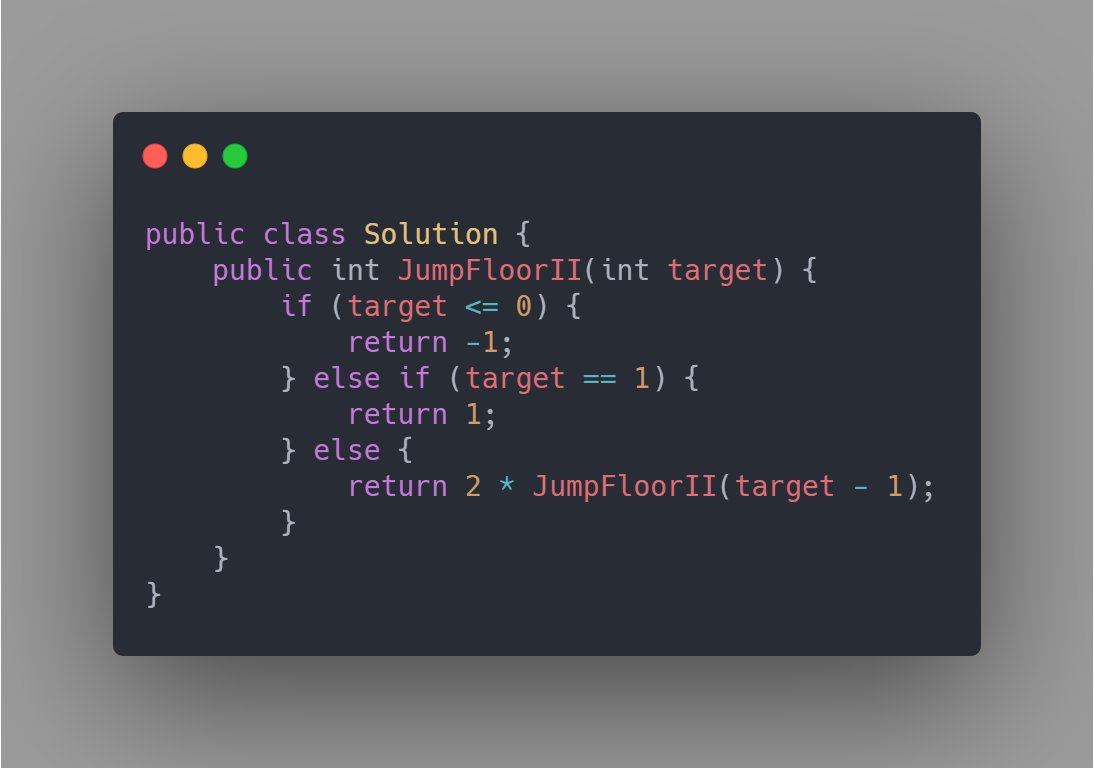 public class Solution {
    public int JumpFloorII(int target) {
        if (target <= 0) {
            return -1;
        } else if (target == 1) {
            return 1;
        } else {
            return 2 * JumpFloorII(target - 1);
        }
    }
}